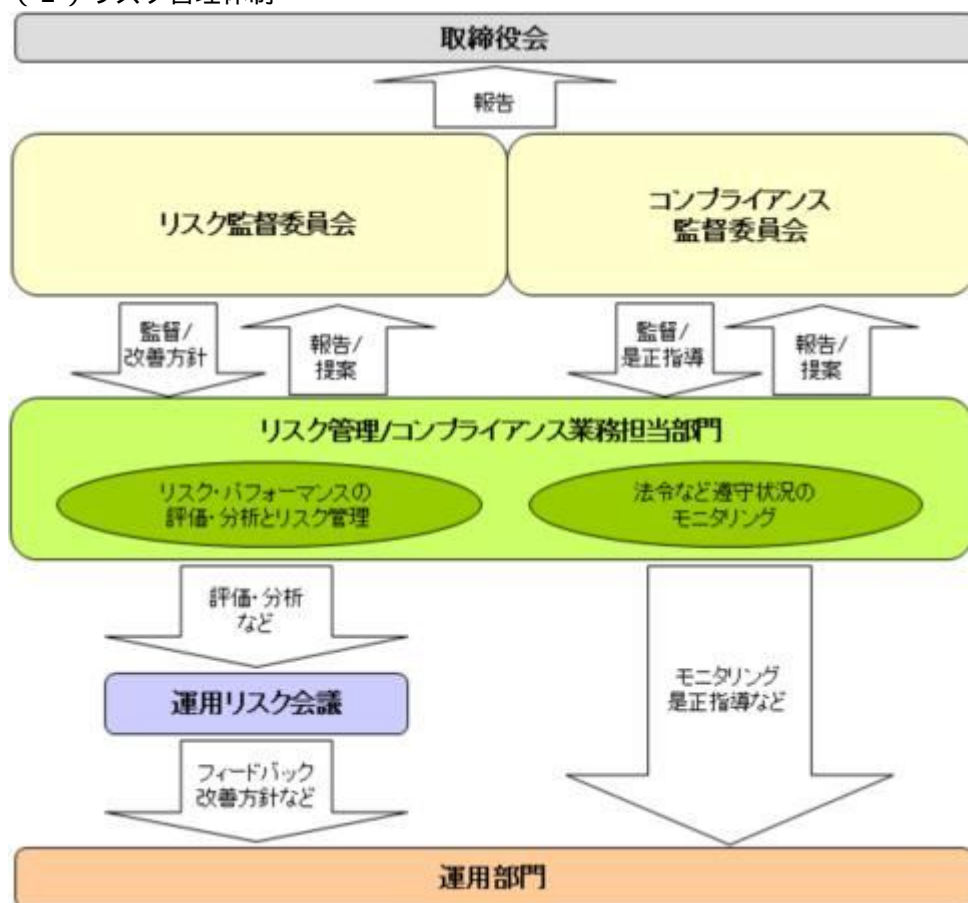 取締役会
報告
リスク監督委員会
コンプライアンス
監督委員会
監督/
改善方針
報告/
提案
監督/
是正指導
報告/
提案
リスク管理/コンプライアンス業務担当部門
リスク・パフォーマンスの
評価・分析とリスク管理
法令など遵守状況の
モニタリング
評価・分析
など
運用リスク会議
モニタリング
是正指導など
フィードバック
改善方針など
運用部門